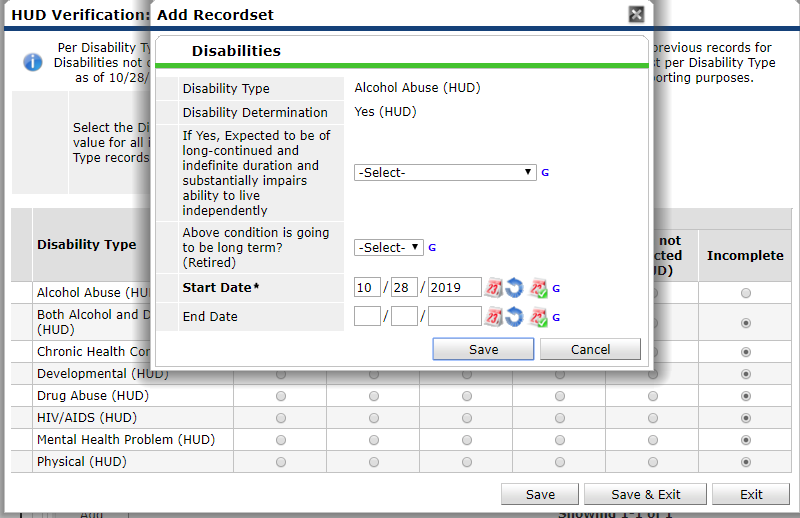 HUD Verification:
Add Recordset
Per Disability Ty
Disabilities not c
as of 10/28/
previous records for
st per Disability Type
porting purposes.
Select the Di
value for all i
Type records
Disabilities
Disability Type
Alcohol Abuse (HUD)
Disability Determination
Yes (HUD)
If Yes, Expected to be of
long-continued and
indefinite duration and
substantially impairs
ability to live
independently
-Select-
G
Above condition is going
to be long term?
(Retired)
-Select-
G
Start Date*
10 / 28 / 2019
23
G
End Date
/ /
23
G
Save
Cancel
Disability Type
not
cted
D)
Incomplete
Alcohol Abuse (HU
Both Alcohol and D
(HUD)
Chronic Health Con
Developmental (HUD)
Drug Abuse (HUD)
HIV/AIDS (HUD)
Mental Health Problem (HUD)
Physical (HUD)
Save
Save & Exit
Exit
Add
Showing 1-1 of 1